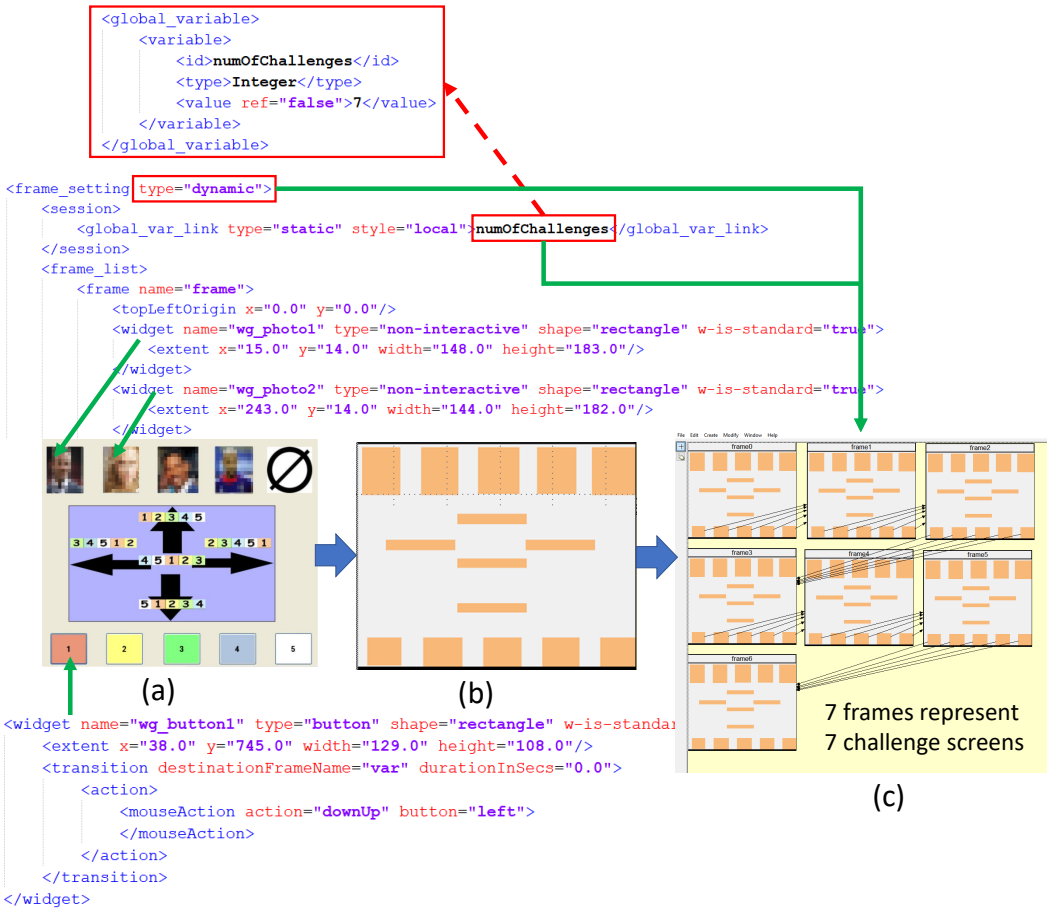 <global_variable>
<variable>
<id>numOfChallenges</id>
<type>Integer</type>
<value ref="false">7</value>
</variable>
</global_variable>
<frame_setting type="dynamic">
<session>
<global_var_link type="static" style="local">numOfChallenges</global_var_link>
</session>
<frame_list>
<frame name="frame">
<topLeftOrigin x="0.0" y="0.0"/>
<widget name="wg_photo1" type="non-interactive" shape="rectangle" w-is-standard="true">
<extent x="15.0" y="14.0" width="148.0" height="183.0"/>
</widget>
<widget name="wg_photo2" type="non-interactive" shape="rectangle" w-is-standard="true">
<extent x="243.0" y="14.0" width="144.0" height="182.0"/>
</widget>
1 2 3 4 5
3 4 5 1 2
2 3 4 5 1
4 5 1 2 3
5 1 2 3 4
1 2 3 4 5
(a)
(b)
File Edit Create Modify Window Help
frame0 frame1 frame2
frame3 frame4 frame5
frame6
7 frames represent
7 challenge screens
(c)
<widget name="wg_button1" type="button" shape="rectangle" w-is-standar
<extent x="38.0" y="745.0" width="129.0" height="108.0"/>
<transition destinationFrameName="var" durationInSecs="0.0">
<action>
<mouseAction action="downUp" button="left">
</mouseAction>
</action>
</transition>
</widget>